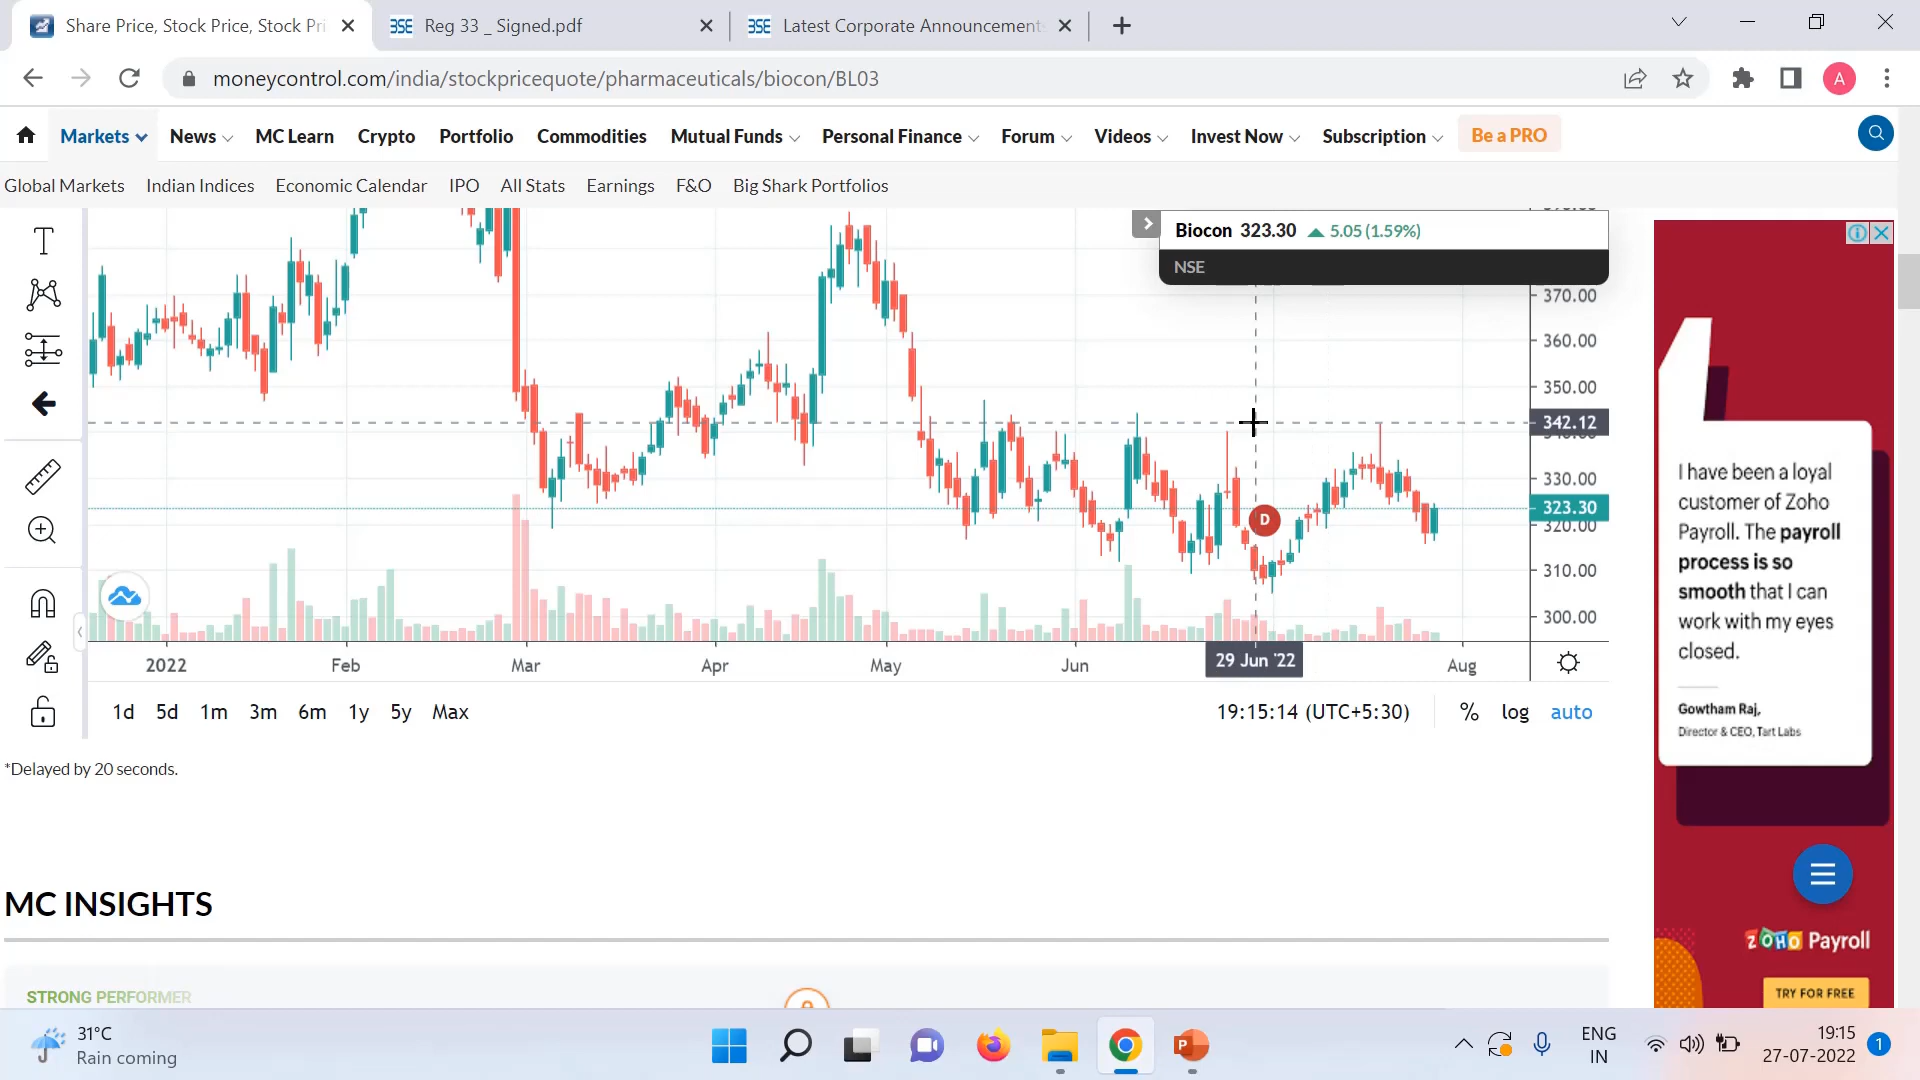 Share Price, Stock Price, Stock Pri
BSE Reg 33 _ Signed.pdf
BSE Latest Corporate Announcement
moneycontrol.com/india/stockpricequote/pharmaceuticals/biocon/BL03
A
Markets News MC Learn Crypto Portfolio Commodities Mutual Funds Personal Finance Forum Videos Invest Now Subscription Be a PRO
Global Markets Indian Indices Economic Calendar IPO All Stats Earnings F&O Big Shark Portfolios
Biocon 323.30 5.05 (1.59%)
NSE
T
370.00
360.00
350.00
342.12
330.00
323.30
320.00
310.00
300.00
D
2022 Feb Mar Apr May Jun 29 Jun '22 Aug
1d 5d 1m 3m 6m 1y 5y Max
19:15:14 (UTC+5:30) % log auto
*Delayed by 20 seconds.
MC INSIGHTS
STRONG PERFORMER
I have been a loyal
customer of Zoho
Payroll. The payroll
process is so
smooth that I can
work with my eyes
closed.
Gowtham Raj,
Director & CEO, Tart Labs
ZOHO Payroll
TRY FOR FREE
31°C
Rain coming
P
ENG
IN
19:15
27-07-2022
1